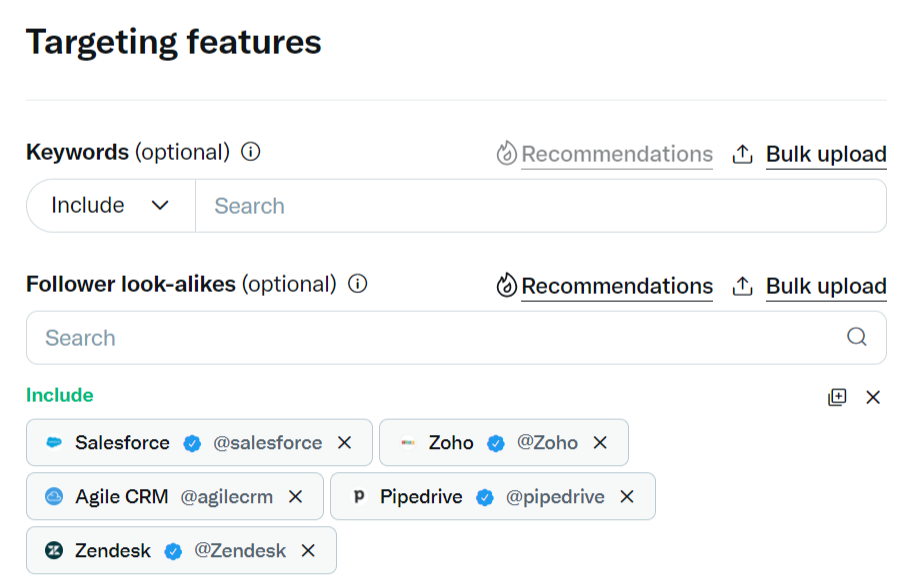 Targeting features
Keywords (optional) Recommendations Bulk upload
Include Search
Follower look-alikes (optional) Recommendations Bulk upload
Search
Include
Salesforce @salesforce Zoho @Zoho
Agile CRM @agilecrm Pipedrive @pipedrive
Zendesk @Zendesk